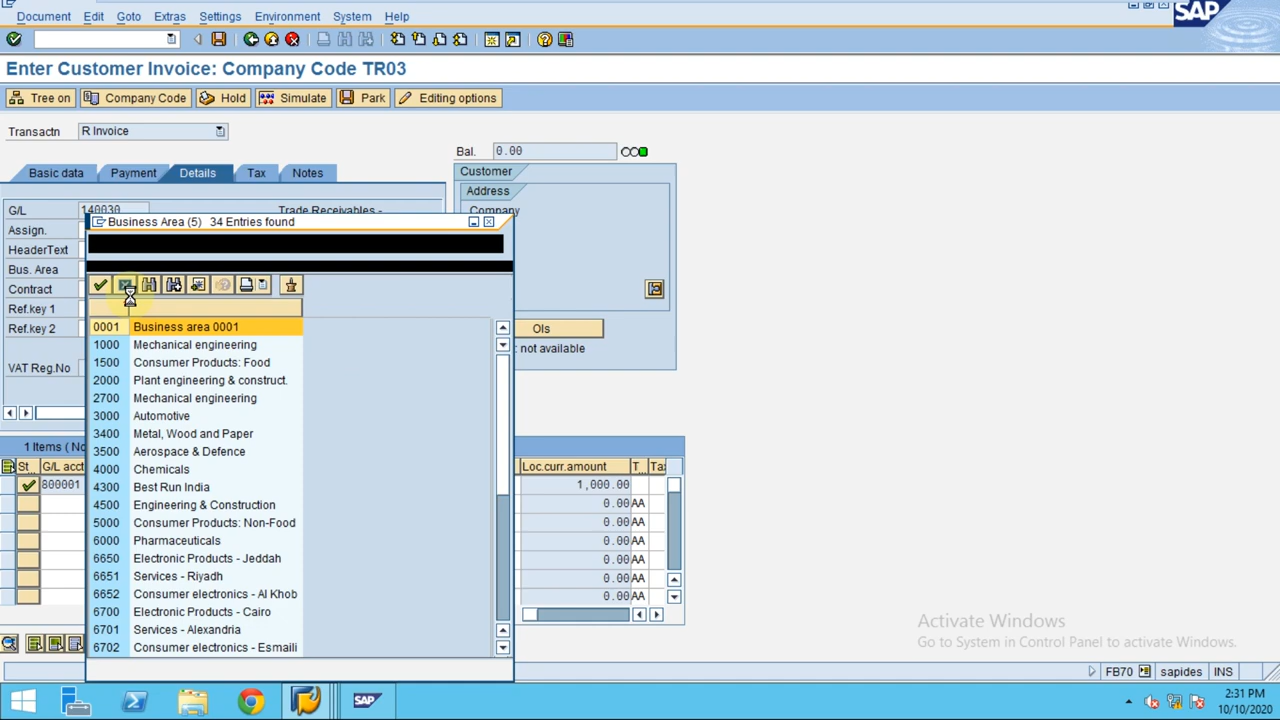 Document Edit Goto Extras Settings Environment System Help
SAP
Enter Customer Invoice: Company Code TR03
Tree on Company Code Hold Simulate Park Editing options
Transactn R Invoice
Bal. 0.00
Basic data Payment Details Tax Notes
Customer
Address
G/L 140030 Trade Receivables -
Company
Assign.
HeaderText
Bus. Area
Contract
Ref.key 1
Ref.key 2
VAT Reg.No
OIs
: not available
Business Area (5) 34 Entries found
0001 Business area 0001
1000 Mechanical engineering
1500 Consumer Products: Food
2000 Plant engineering & construct.
2700 Mechanical engineering
3000 Automotive
3400 Metal, Wood and Paper
3500 Aerospace & Defence
4000 Chemicals
4300 Best Run India
4500 Engineering & Construction
5000 Consumer Products: Non-Food
6000 Pharmaceuticals
6650 Electronic Products - Jeddah
6651 Services - Riyadh
6652 Consumer electronics - Al Khob
6700 Electronic Products - Cairo
6701 Services - Alexandria
6702 Consumer electronics - Esmaili
1 Items ( No
St... G/L acct Loc.curr.amount T... Tax
800001 1,000.00
0.00 AA
0.00 AA
0.00 AA
0.00 AA
0.00 AA
0.00 AA
Activate Windows
Go to System in Control Panel to activate Windows.
FB70 sapides INS
SAP
2:31 PM
10/10/2020